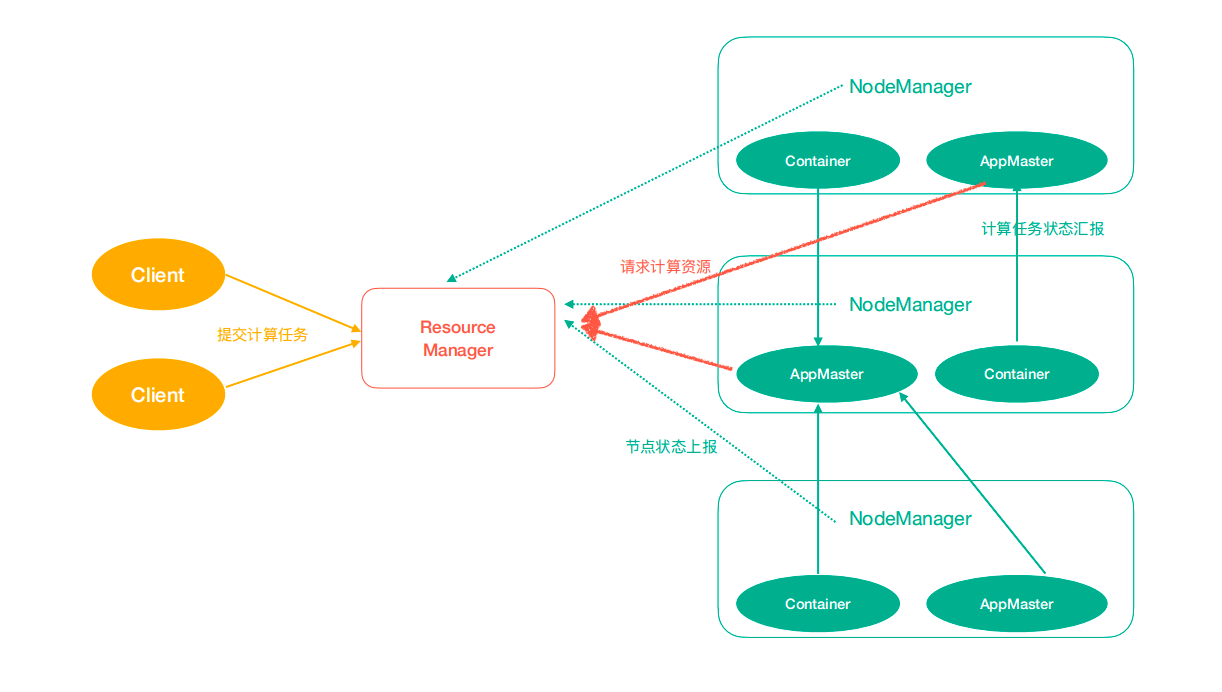 NodeManager
Container
AppMaster
计算任务状态汇报
Client
请求计算资源
NodeManager
提交计算任务
Resource
Manager
AppMaster
Container
Client
节点状态上报
NodeManager
Container
AppMaster